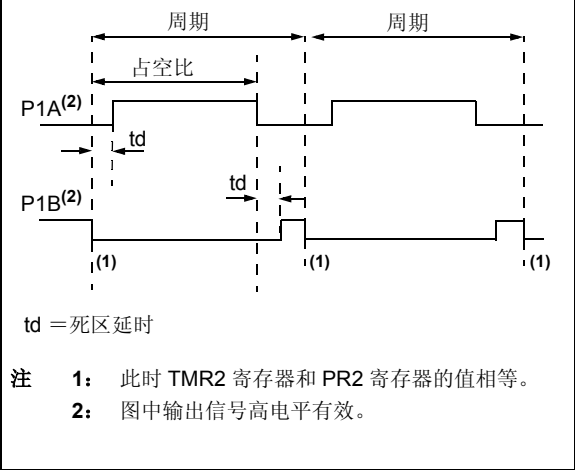 周期 周期
占空比
P1A(2)
td
td
P1B(2)
(1) (1) (1)
td =死区延时
注 1: 此时 TMR2 寄存器和 PR2 寄存器的值相等。
2: 图中输出信号高电平有效。